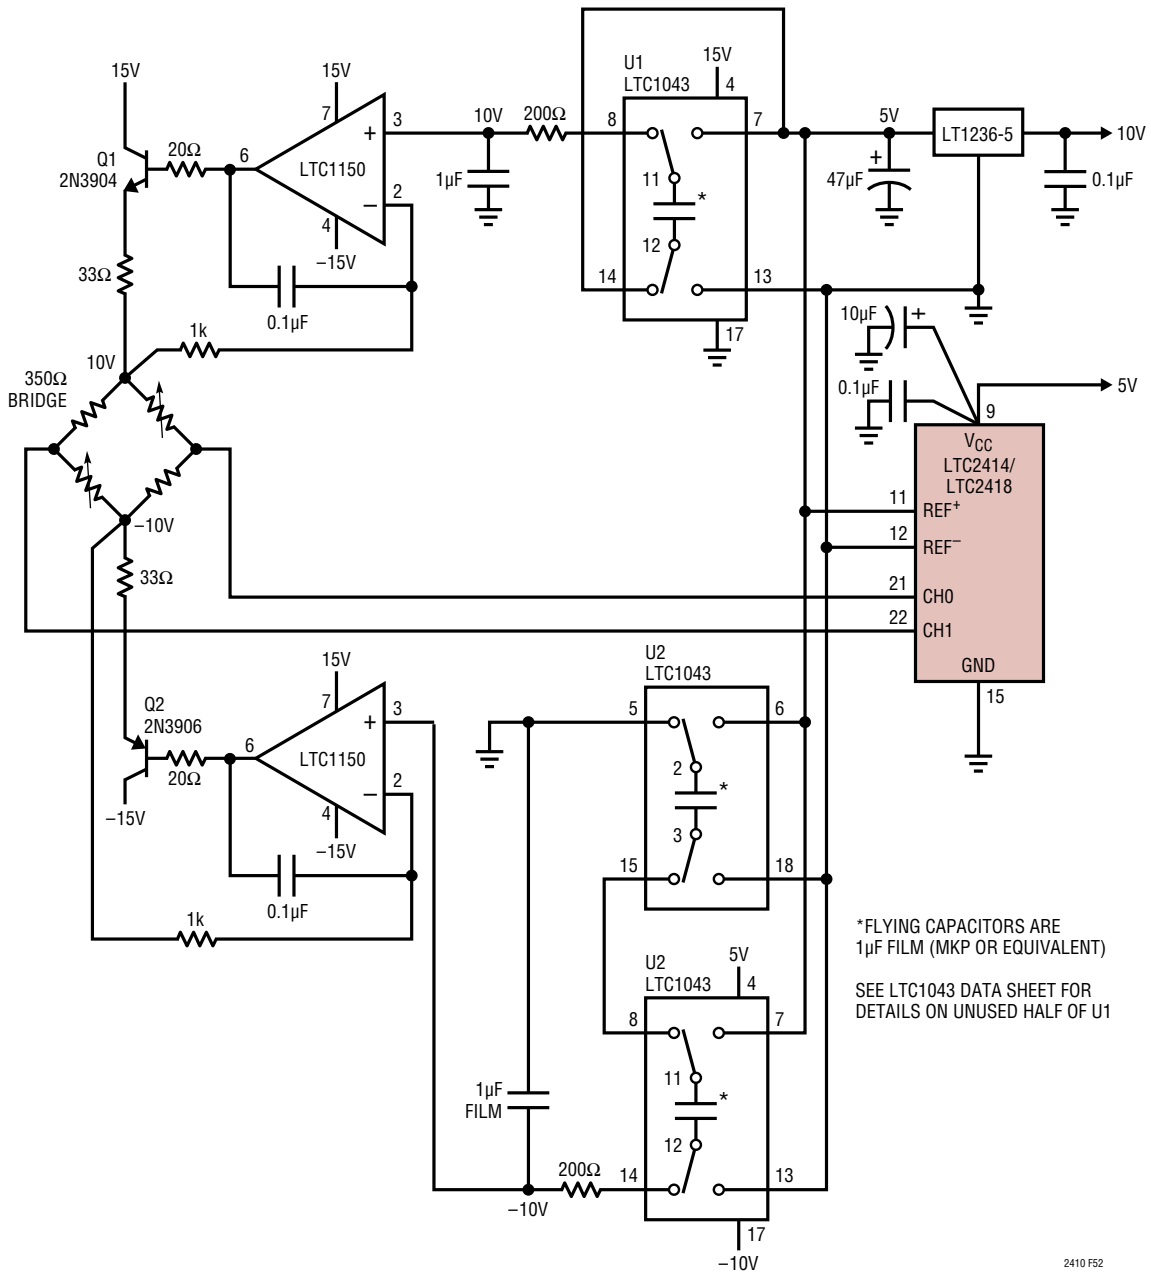 15V
Q1
2N3904
20Ω
6
15V
7
3
+
LTC1150
2
–
4
–15V
0.1µF
33Ω
1k
10V
350Ω
BRIDGE
–10V
33Ω
10V
1µF
200Ω
U1
LTC1043
15V
4
8
7
11
*
12
14
13
17
5V
+
47µF
LT1236-5
10V
0.1µF
10µF
+
0.1µF
5V
9
VCC
LTC2414/
LTC2418
11
REF+
12
REF–
21
CH0
22
CH1
GND
15
Q2
2N3906
20Ω
–15V
6
15V
7
3
+
LTC1150
2
–
4
–15V
0.1µF
1k
U2
LTC1043
5
6
2
*
3
15
18
U2
LTC1043
5V
4
8
7
11
*
12
14
13
17
–10V
1µF
FILM
200Ω
–10V
*FLYING CAPACITORS ARE
1µF FILM (MKP OR EQUIVALENT)
SEE LTC1043 DATA SHEET FOR
DETAILS ON UNUSED HALF OF U1
2410 F52